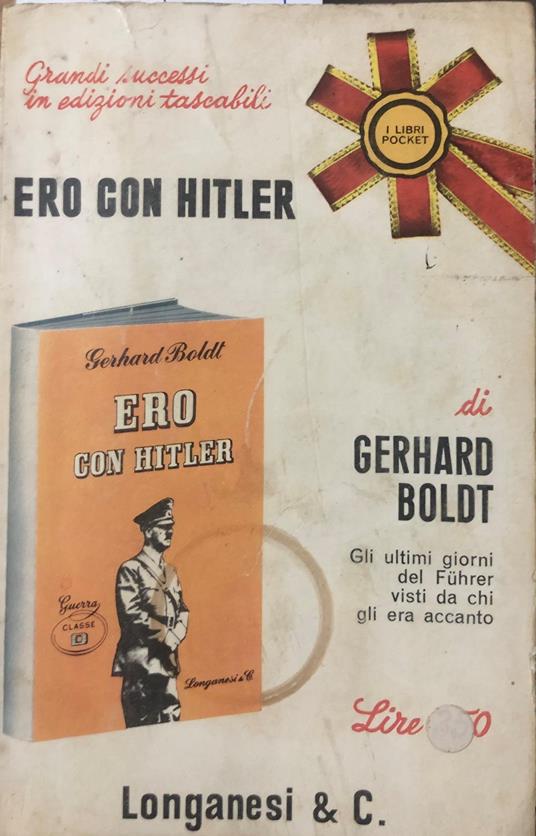 Grandi successi
in edizioni tascabili
I LIBRI
POCKET
ERO CON HITLER
Gerhard Boldt
ERO
CON HITLER
Guerra
CLASSE
Longanesi & C
di
GERHARD
BOLDT
Gli ultimi giorni
del Führer
visti da chi
gli era accanto
Lire 350
Longanesi & C.